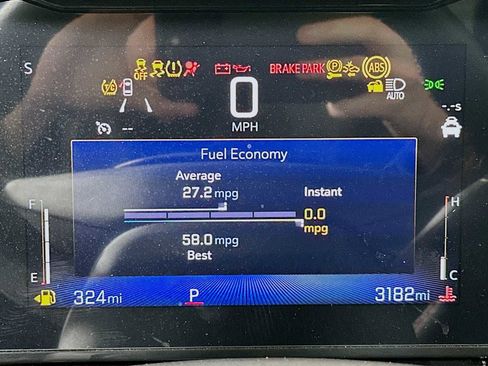 S OFF BRAKE PARK P ABS
0 AUTO
MPH -.-s
--
Fuel Economy
Average
27.2 mpg Instant
0.0
mpg
58.0 mpg
Best
F H
E C
324mi P 3182mi